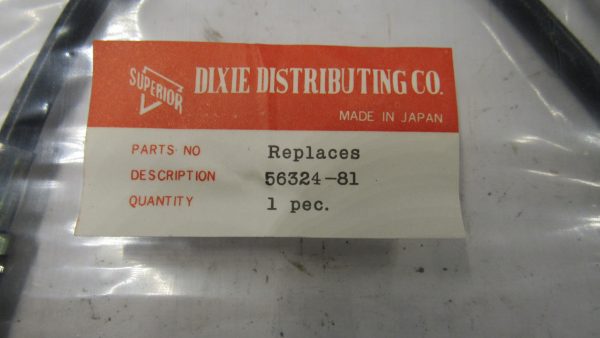 SUPERIOR
DIXIE DISTRIBUTING CO.
MADE IN JAPAN
PARTS NO Replaces
DESCRIPTION 56324-81
QUANTITY 1 pec.